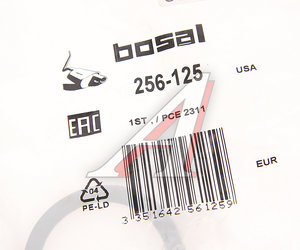 bosal
256-125
USA
EAC
1ST. / PCE 2311
EUR
04
PE-LD
3 351642 561259